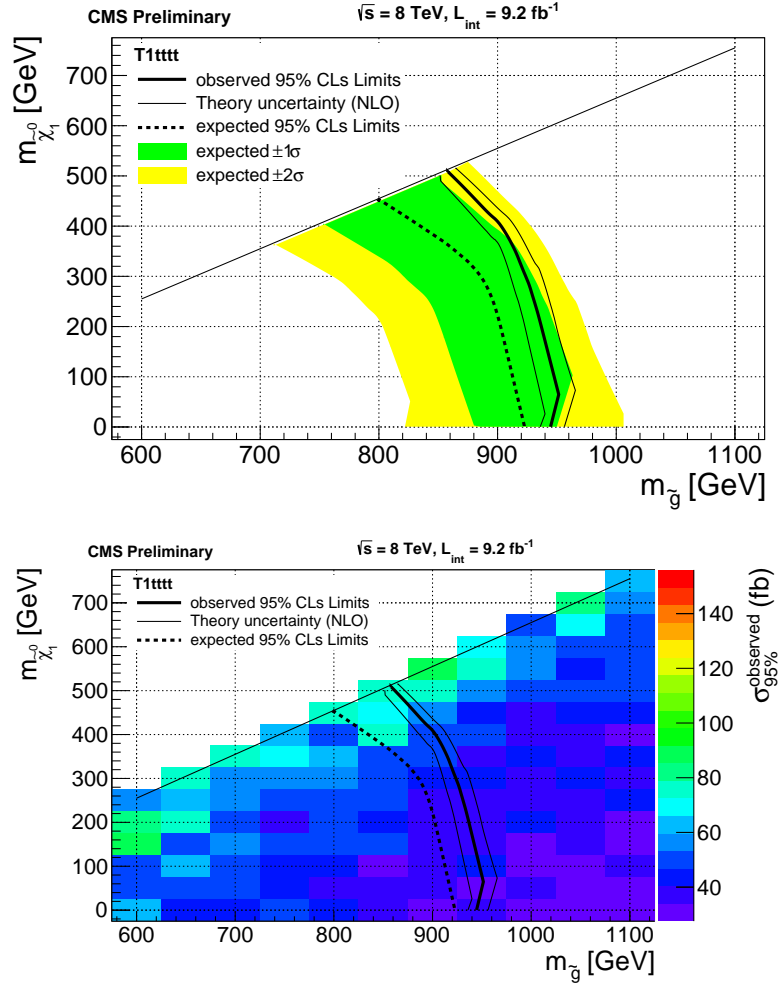 CMS Preliminary
√s = 8 TeV, L_int = 9.2 fb⁻¹
m_χ̃₁⁰ [GeV]
T1tttt
observed 95% CLs Limits
Theory uncertainty (NLO)
expected 95% CLs Limits
expected ±1σ
expected ±2σ
700
600
500
400
300
200
100
0
600 700 800 900 1000 1100
m_g̃ [GeV]
CMS Preliminary
√s = 8 TeV, L_int = 9.2 fb⁻¹
m_χ̃₁⁰ [GeV]
T1tttt
observed 95% CLs Limits
Theory uncertainty (NLO)
expected 95% CLs Limits
700
600
500
400
300
200
100
0
600 700 800 900 1000 1100
m_g̃ [GeV]
140
120
100
80
60
40
σ^observed_95% (fb)